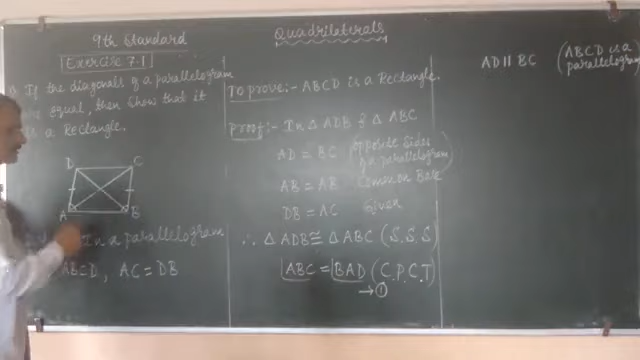 Quadrilaterals
9th Standard
Exercise 7.1
If the diagonals of a parallelogram
equal, then show that it
is a Rectangle.
D C
A B
In a parallelogram
AC = DB
To prove:- ABCD is a Rectangle.
Proof:- In △ ADB & △ ABC
AD = BC (opposite sides of a parallelogram)
AB = AB Common Base
DB = AC Given
∴ △ ADB ≅ △ ABC (S.S.S)
∠ABC = ∠BAD (C.P.C.T)
→ ①
AD || BC (ABCD is a parallelogram